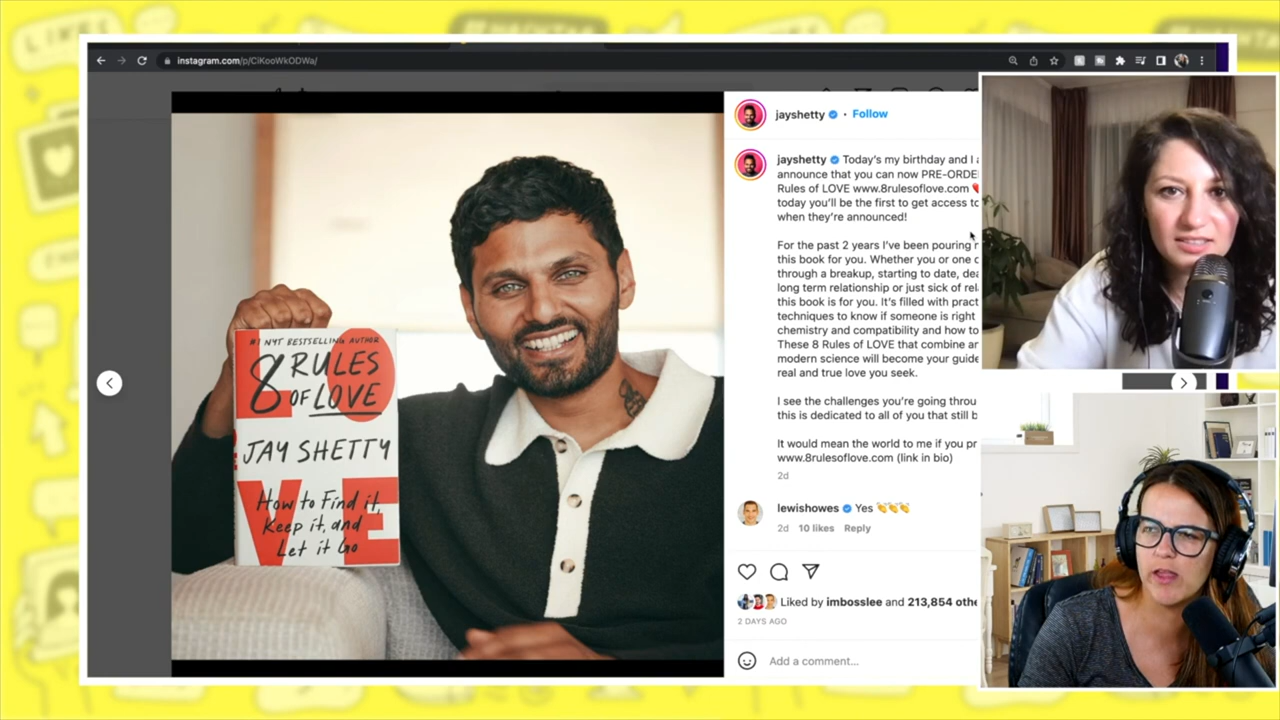 LIKES
instagram.com/p/CiKooWkODWa/
#1 NYT BESTSELLING AUTHOR
8 RULES
OF LOVE
JAY SHETTY
VE
How to Find it,
Keep it, and
Let it Go
jayshetty • Follow
jayshetty Today's my birthday and I a
announce that you can now PRE-ORDE
Rules of LOVE www.8rulesoflove.com
today you'll be the first to get access to
when they're announced!
For the past 2 years I've been pouring
this book for you. Whether you or one o
through a breakup, starting to date, dea
long term relationship or just sick of rel
this book is for you. It's filled with pract
techniques to know if someone is right
chemistry and compatibility and how to
These 8 Rules of LOVE that combine an
modern science will become your guide
real and true love you seek.
I see the challenges you're going throu
this is dedicated to all of you that still b
It would mean the world to me if you pr
www.8rulesoflove.com (link in bio)
2d
lewishowes Yes 👏👏👏
2d 10 likes Reply
Liked by imbosslee and 213,854 othe
2 DAYS AGO
Add a comment...